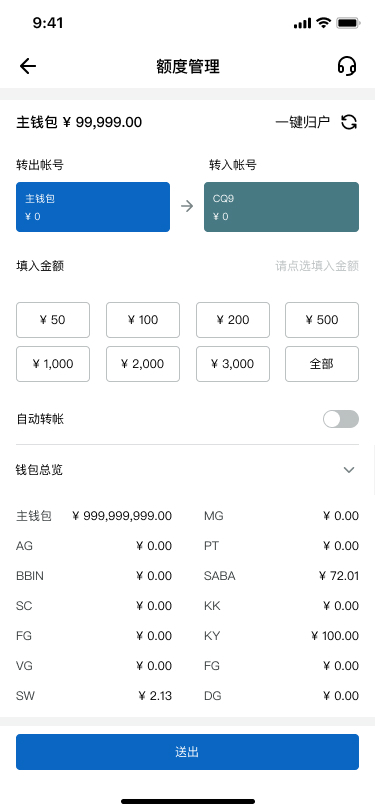 9:41
额度管理
主钱包 ¥ 99,999.00 一键归户
转出帐号 转入帐号
主钱包 CQ9
¥ 0 ¥ 0
填入金额 请点选填入金额
¥ 50 ¥ 100 ¥ 200 ¥ 500
¥ 1,000 ¥ 2,000 ¥ 3,000 全部
自动转帐
钱包总览
主钱包 ¥ 999,999,999.00 MG ¥ 0.00
AG ¥ 0.00 PT ¥ 0.00
BBIN ¥ 0.00 SABA ¥ 72.01
SC ¥ 0.00 KK ¥ 0.00
FG ¥ 0.00 KY ¥ 100.00
VG ¥ 0.00 FG ¥ 0.00
SW ¥ 2.13 DG ¥ 0.00
送出